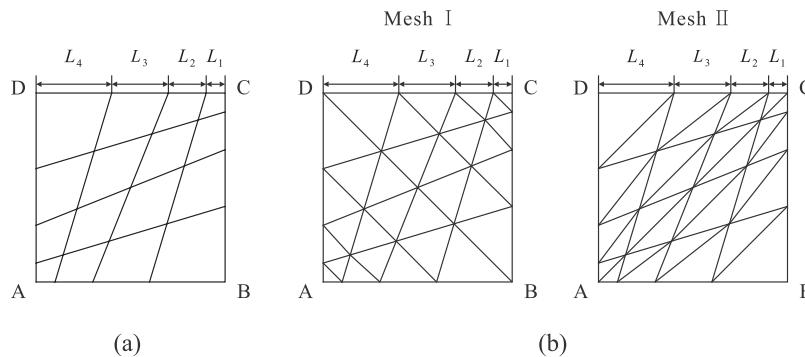 Mesh Ⅰ Mesh Ⅱ
L4 L3 L2 L1 L4 L3 L2 L1 L4 L3 L2 L1
D C D C D C
A B A B A B
(a) (b)